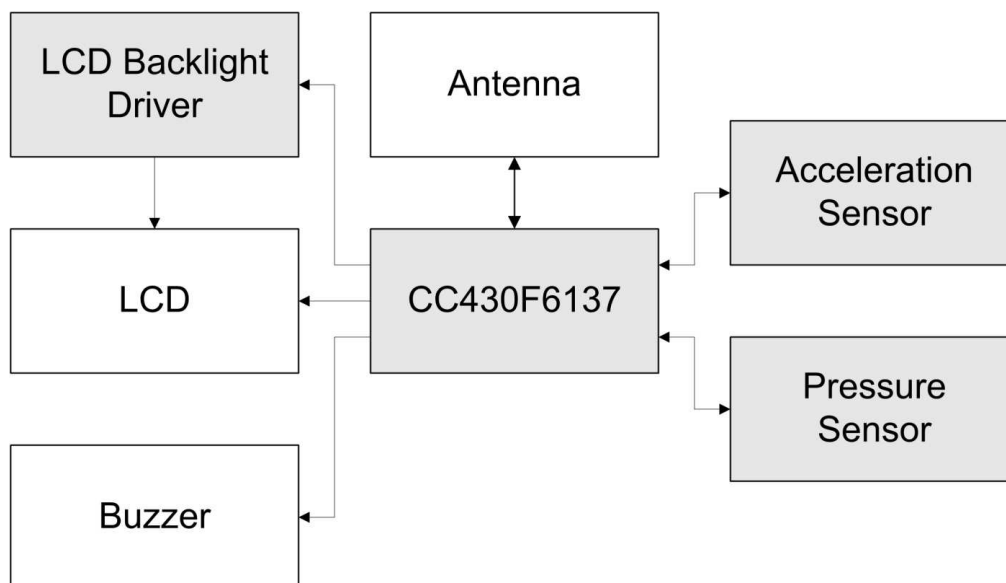 LCD Backlight
Driver
Antenna
Acceleration
Sensor
LCD
CC430F6137
Pressure
Sensor
Buzzer